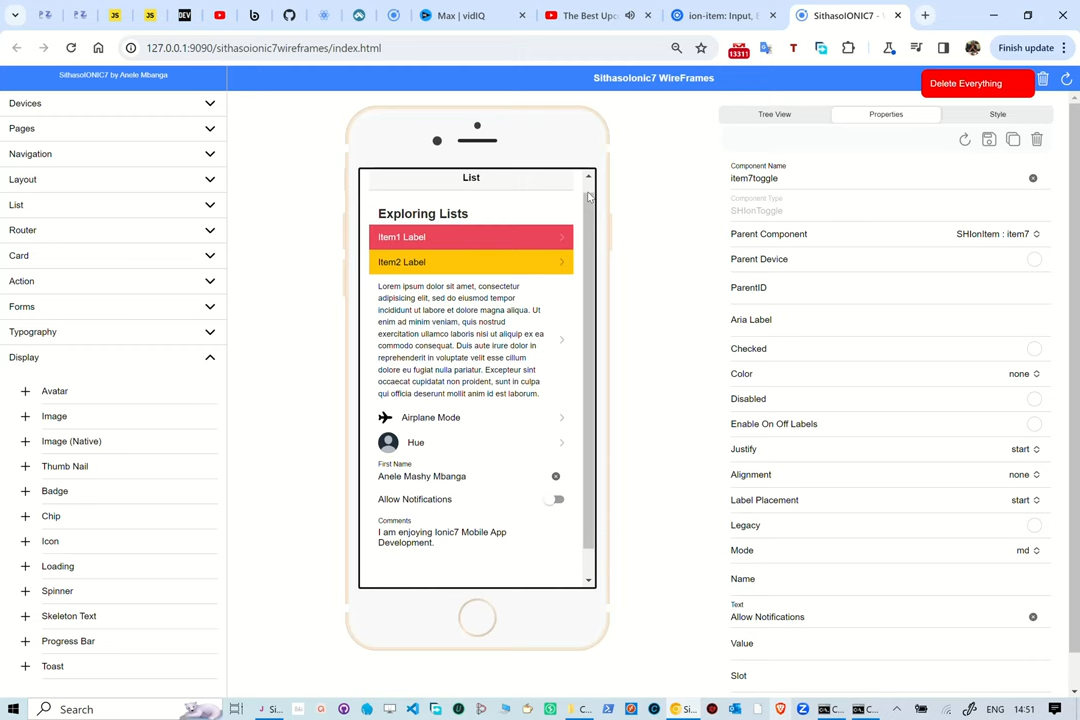 Max | vidIQ
The Best Upc
ion-item: Input, E
SithasoIONIC7 -
127.0.0.1:9090/sithasoionic7wireframes/index.html
13311
Finish update
SithasoIONIC7 by Anele Mbanga
SithasoIonic7 WireFrames
Delete Everything
Devices
Pages
Navigation
Layout
List
Router
Card
Action
Forms
Typography
Display
Avatar
Image
Image (Native)
Thumb Nail
Badge
Chip
Icon
Loading
Spinner
Skeleton Text
Progress Bar
Toast
List
Exploring Lists
Item1 Label
Item2 Label
Lorem ipsum dolor sit amet, consectetur
adipisicing elit, sed do eiusmod tempor
incididunt ut labore et dolore magna aliqua. Ut
enim ad minim veniam, quis nostrud
exercitation ullamco laboris nisi ut aliquip ex ea
commodo consequat. Duis aute irure dolor in
reprehenderit in voluptate velit esse cillum
dolore eu fugiat nulla pariatur. Excepteur sint
occaecat cupidatat non proident, sunt in culpa
qui officia deserunt mollit anim id est laborum.
Airplane Mode
Hue
First Name
Anele Mashy Mbanga
Allow Notifications
Comments
I am enjoying Ionic7 Mobile App
Development.
Tree View
Properties
Style
Component Name
item7toggle
Component Type
SHIonToggle
Parent Component SHIonItem : item7
Parent Device
ParentID
Aria Label
Checked
Color none
Disabled
Enable On Off Labels
Justify start
Alignment none
Label Placement start
Legacy
Mode md
Name
Text
Allow Notifications
Value
Slot
Search
J Si...
C...
Si...
C...
C...
ENG 14:51